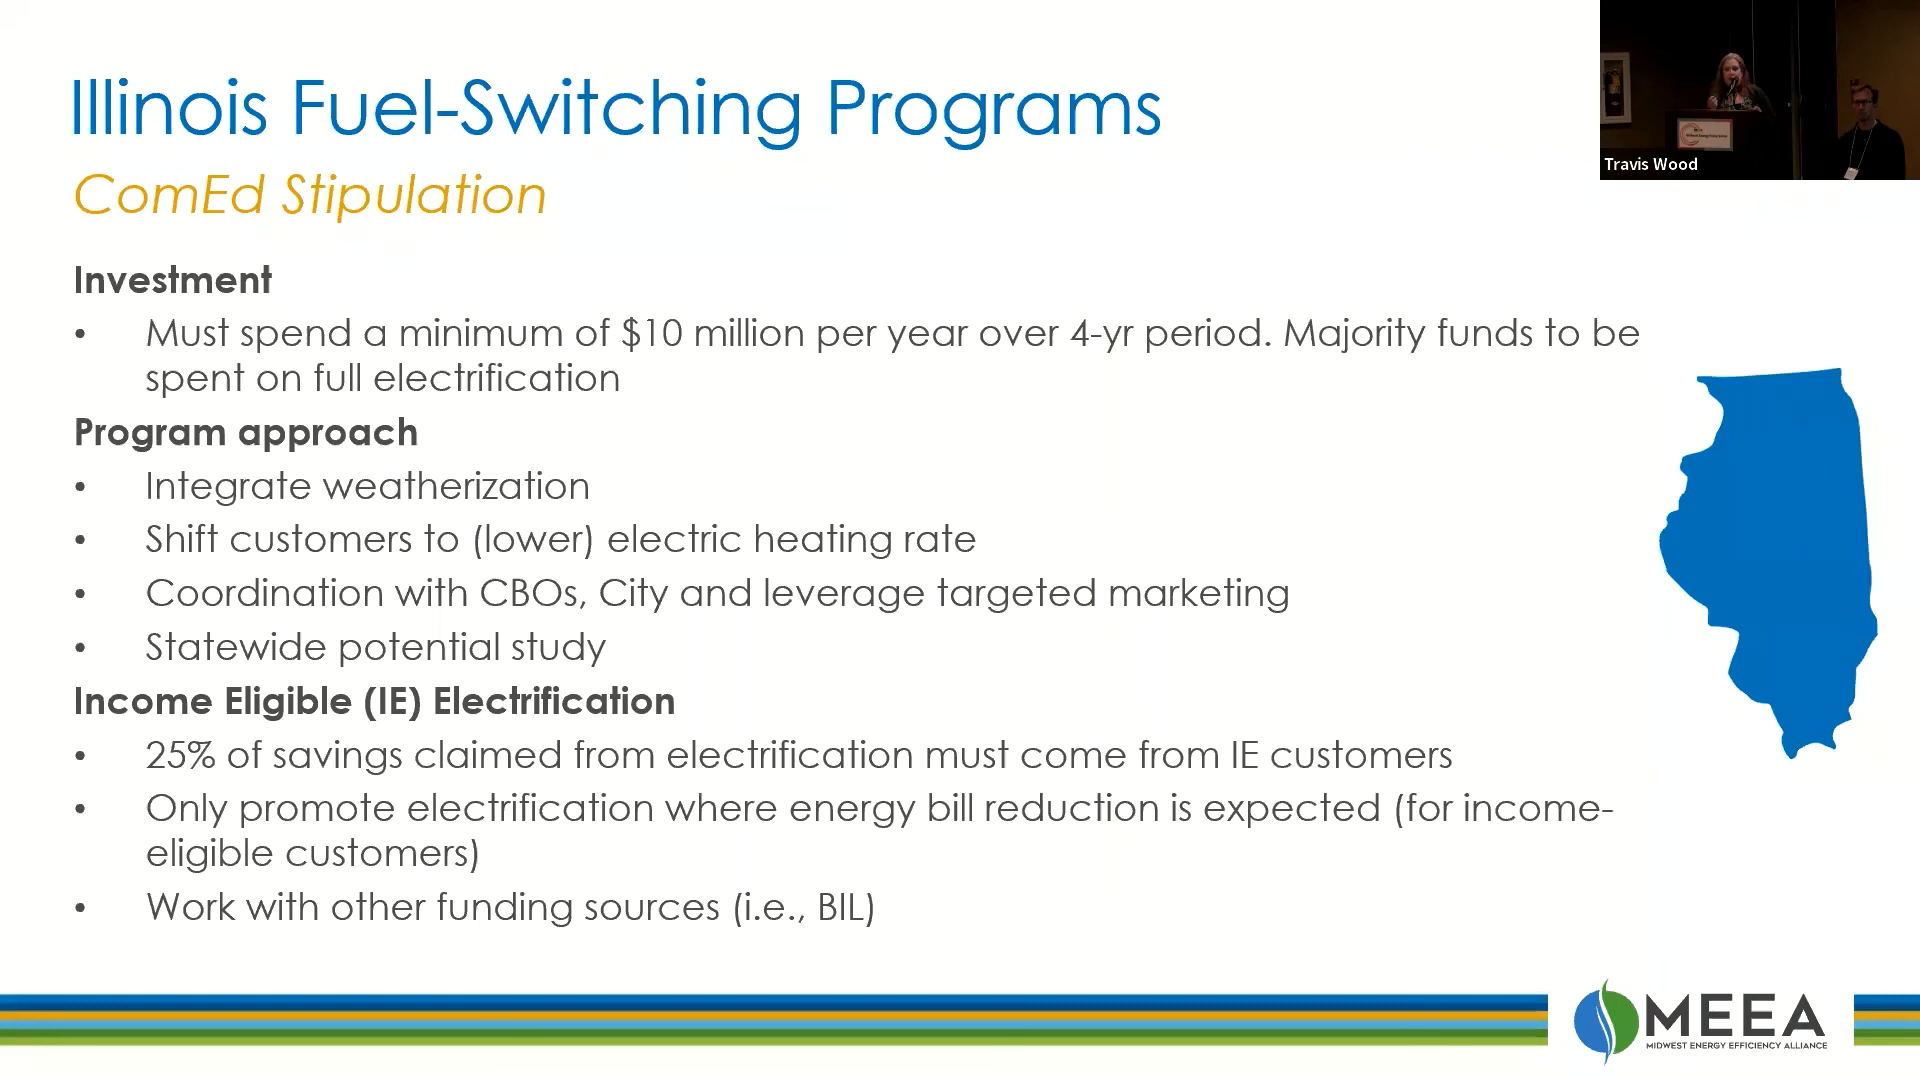 Illinois Fuel-Switching Programs
ComEd Stipulation
Travis Wood
Investment
• Must spend a minimum of $10 million per year over 4-yr period. Majority funds to be
spent on full electrification
Program approach
• Integrate weatherization
• Shift customers to (lower) electric heating rate
• Coordination with CBOs, City and leverage targeted marketing
• Statewide potential study
Income Eligible (IE) Electrification
• 25% of savings claimed from electrification must come from IE customers
• Only promote electrification where energy bill reduction is expected (for income-
eligible customers)
• Work with other funding sources (i.e., BIL)
MEEA
MIDWEST ENERGY EFFICIENCY ALLIANCE